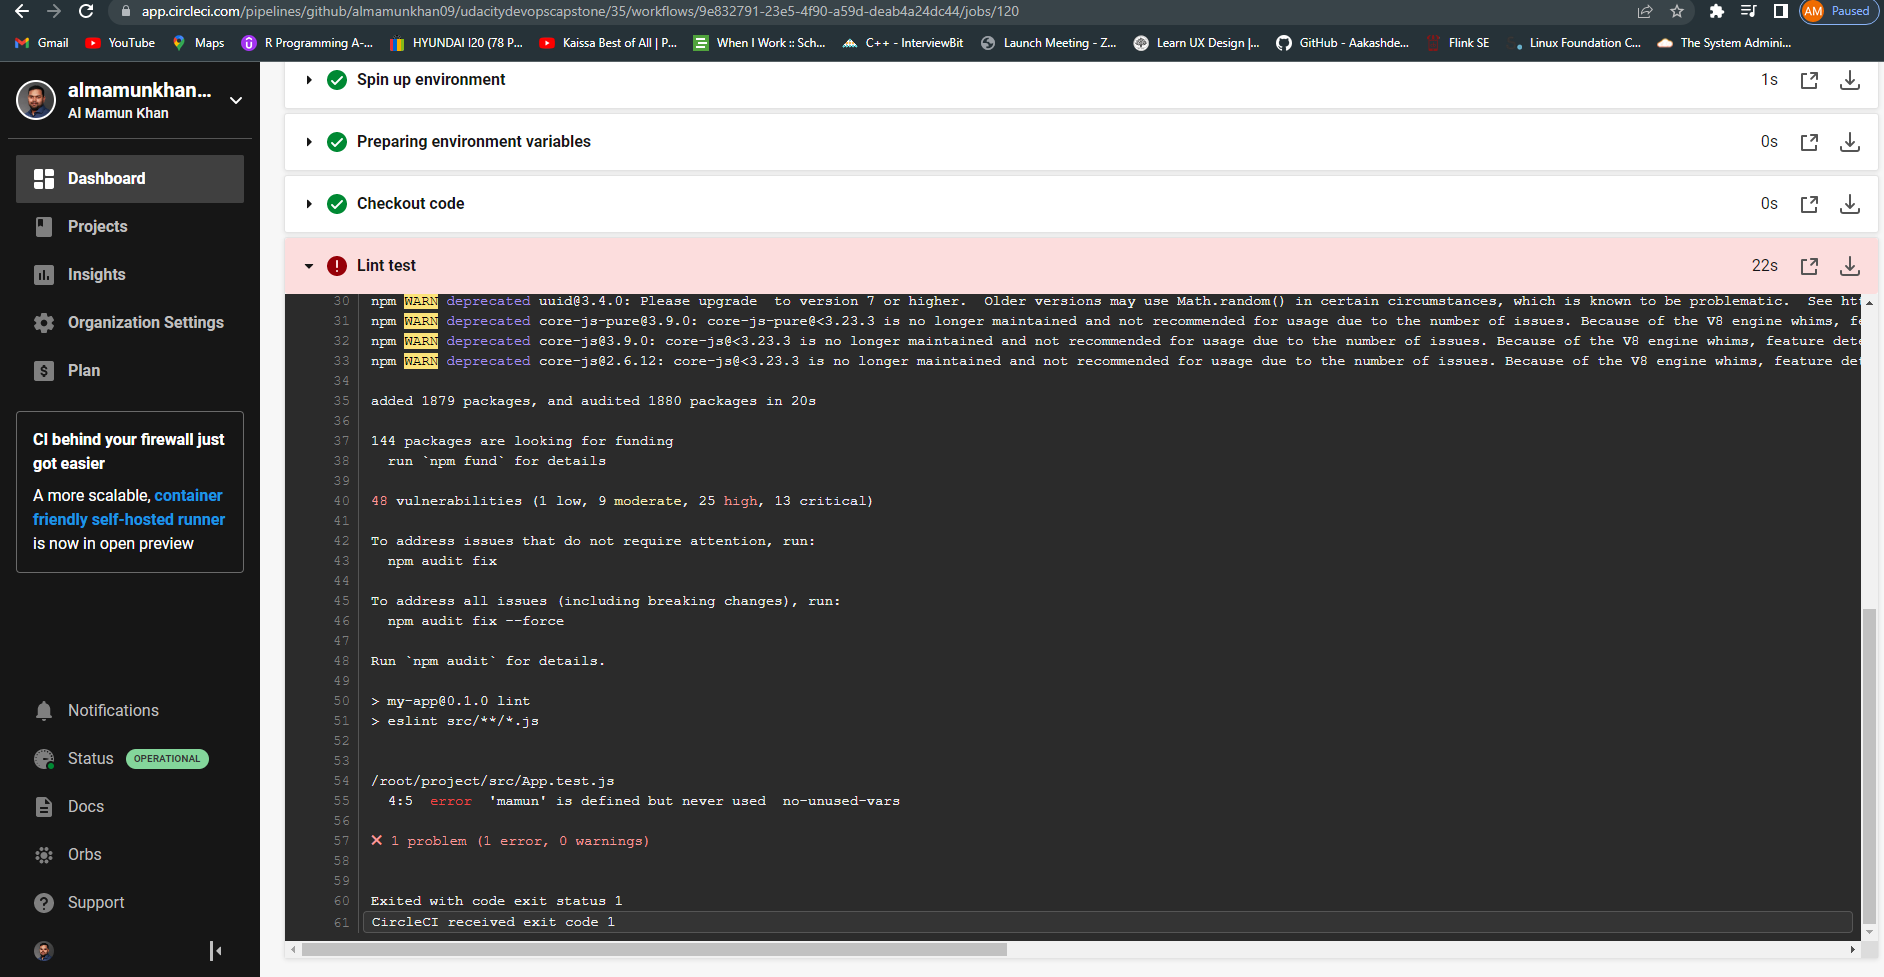 app.circleci.com/pipelines/github/almamunkhan09/udacitydevopscapstone/35/workflows/9e832791-23e5-4f90-a59d-deab4a24dc44/jobs/120
AM Paused
Gmail
YouTube
Maps
R Programming A-...
HYUNDAI I20 (78 P...
Kaissa Best of All | P...
When I Work :: Sch...
C++ - InterviewBit
Launch Meeting - Z...
Learn UX Design |...
GitHub - Aakashde...
Flink SE
Linux Foundation C...
The System Admini...
almamunkhan...
Al Mamun Khan
Dashboard
Projects
Insights
Organization Settings
Plan
CI behind your firewall just
got easier
A more scalable, container
friendly self-hosted runner
is now in open preview
Notifications
Status OPERATIONAL
Docs
Orbs
Support
Spin up environment 1s
Preparing environment variables 0s
Checkout code 0s
Lint test 22s
30 npm WARN deprecated uuid@3.4.0: Please upgrade  to version 7 or higher.  Older versions may use Math.random() in certain circumstances, which is known to be problematic.  See
31 npm WARN deprecated core-js-pure@3.9.0: core-js-pure@<3.23.3 is no longer maintained and not recommended for usage due to the number of issues. Because of the V8 engine whims,
32 npm WARN deprecated core-js@3.9.0: core-js@<3.23.3 is no longer maintained and not recommended for usage due to the number of issues. Because of the V8 engine whims, feature
33 npm WARN deprecated core-js@2.6.12: core-js@<3.23.3 is no longer maintained and not recommended for usage due to the number of issues. Because of the V8 engine whims, feature
34
35 added 1879 packages, and audited 1880 packages in 20s
36
37 144 packages are looking for funding
38   run `npm fund` for details
39
40 48 vulnerabilities (1 low, 9 moderate, 25 high, 13 critical)
41
42 To address issues that do not require attention, run:
43   npm audit fix
44
45 To address all issues (including breaking changes), run:
46   npm audit fix --force
47
48 Run `npm audit` for details.
49
50 > my-app@0.1.0 lint
51 > eslint src/**/*.js
52
53
54 /root/project/src/App.test.js
55   4:5  error  'mamun' is defined but never used  no-unused-vars
56
57 ✕ 1 problem (1 error, 0 warnings)
58
59
60 Exited with code exit status 1
61 CircleCI received exit code 1